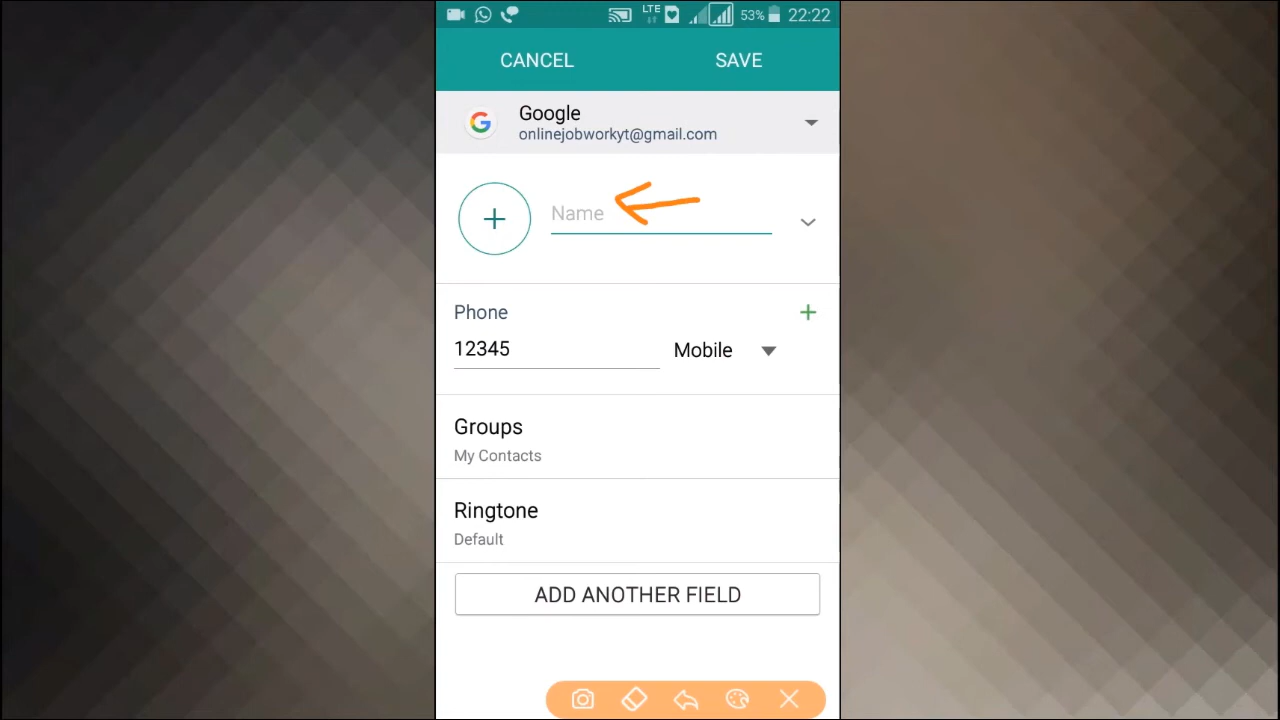 LTE 53% 22:22
CANCEL SAVE
Google
onlinejobworkyt@gmail.com
Name
Phone
12345 Mobile
Groups
My Contacts
Ringtone
Default
ADD ANOTHER FIELD